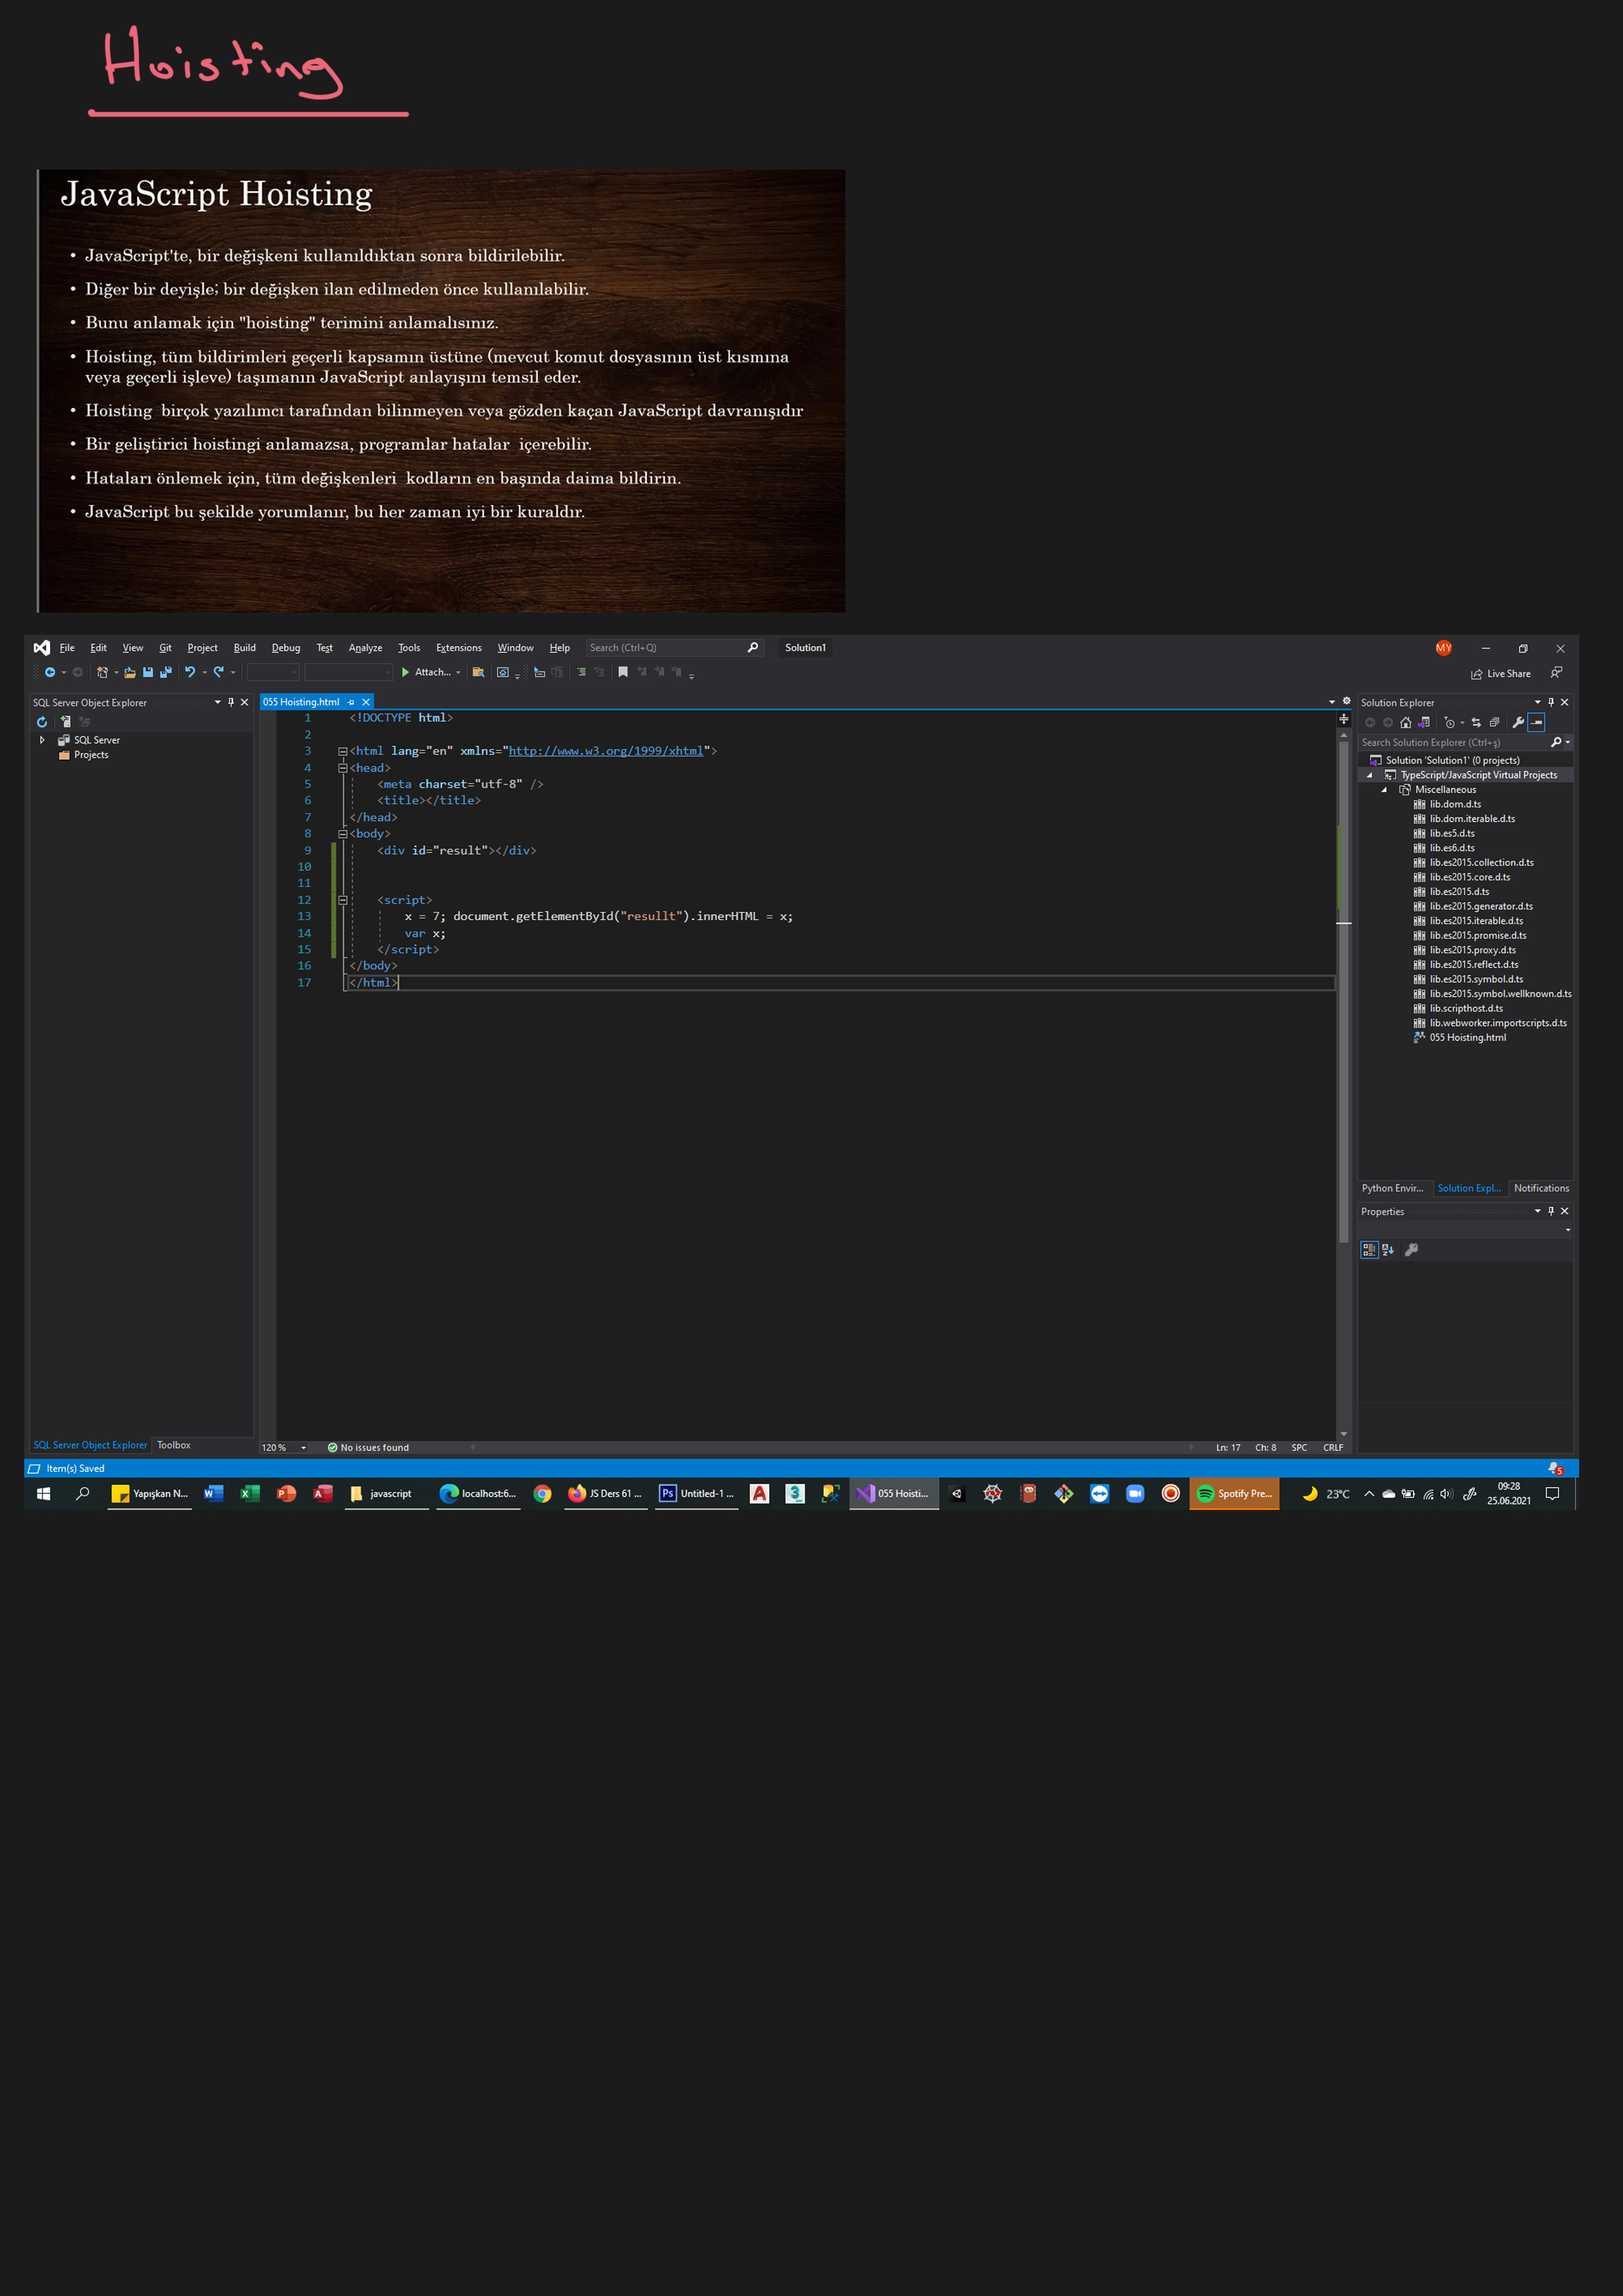 Hoisting
JavaScript Hoisting
• JavaScript'te, bir değişkeni kullanıldıktan sonra bildirilebilir.
• Diğer bir deyişle; bir değişken ilan edilmeden önce kullanılabilir.
• Bunu anlamak için "hoisting" terimini anlamalısınız.
• Hoisting, tüm bildirimleri geçerli kapsamın üstüne (mevcut komut dosyasının üst kısmına
veya geçerli işleve) taşımanın JavaScript anlayışını temsil eder.
• Hoisting birçok yazılımcı tarafından bilinmeyen veya gözden kaçan JavaScript davranışıdır
• Bir geliştirici hoistingi anlamazsa, programlar hatalar içerebilir.
• Hataları önlemek için, tüm değişkenleri kodların en başında daima bildirin.
• JavaScript bu şekilde yorumlanır, bu her zaman iyi bir kuraldır.
File Edit View Git Project Build Debug Test Analyze Tools Extensions Window Help Search (Ctrl+Q) Solution1 MY
Attach... Live Share
SQL Server Object Explorer
SQL Server
Projects
055 Hoisting.html
1 <!DOCTYPE html>
2
3 <html lang="en" xmlns="http://www.w3.org/1999/xhtml">
4 <head>
5 <meta charset="utf-8" />
6 <title></title>
7 </head>
8 <body>
9 <div id="result"></div>
10
11
12 <script>
13 x = 7; document.getElementById("resullt").innerHTML = x;
14 var x;
15 </script>
16 </body>
17 </html>
Solution Explorer
Search Solution Explorer (Ctrl+ş)
Solution 'Solution1' (0 projects)
TypeScript/JavaScript Virtual Projects
Miscellaneous
lib.dom.d.ts
lib.dom.iterable.d.ts
lib.es5.d.ts
lib.es6.d.ts
lib.es2015.collection.d.ts
lib.es2015.core.d.ts
lib.es2015.d.ts
lib.es2015.generator.d.ts
lib.es2015.iterable.d.ts
lib.es2015.promise.d.ts
lib.es2015.proxy.d.ts
lib.es2015.reflect.d.ts
lib.es2015.symbol.d.ts
lib.es2015.symbol.wellknown.d.ts
lib.scripthost.d.ts
lib.webworker.importscripts.d.ts
055 Hoisting.html
Python Envir... Solution Expl... Notifications
Properties
SQL Server Object Explorer Toolbox
120 % No issues found Ln: 17 Ch: 8 SPC CRLF
Item(s) Saved 5
Yapışkan N... javascript localhost:6... JS Ders 61 ... Untitled-1 ... 055 Hoisti... Spotify Pre... 23°C 09:28
25.06.2021